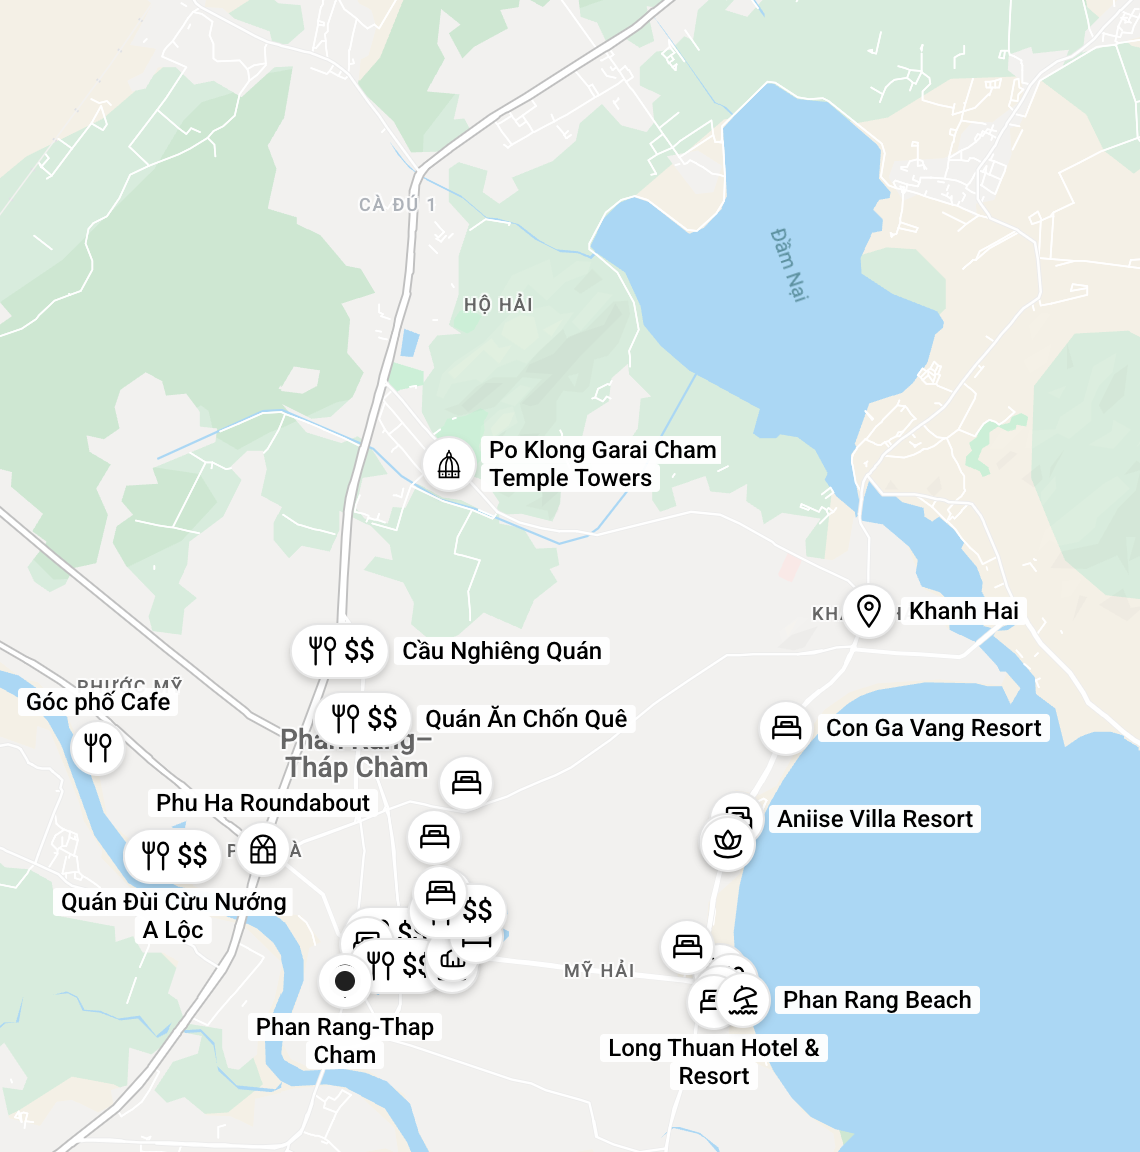 CÀ ĐÚ 1
Đầm Nại
HỘ HẢI
Po Klong Garai Cham
Temple Towers
Khanh Hai
Cầu Nghiêng Quán
PHƯỚC MỸ
Góc phố Cafe
$$
Quán Ăn Chốn Quê
$$
Con Ga Vang Resort
Phan Rang–
Tháp Chàm
Phu Ha Roundabout
Aniise Villa Resort
$$
Quán Đùi Cừu Nướng
A Lộc
$$
$$
$$
MỸ HẢI
Phan Rang Beach
Phan Rang-Thap
Cham
Long Thuan Hotel &
Resort